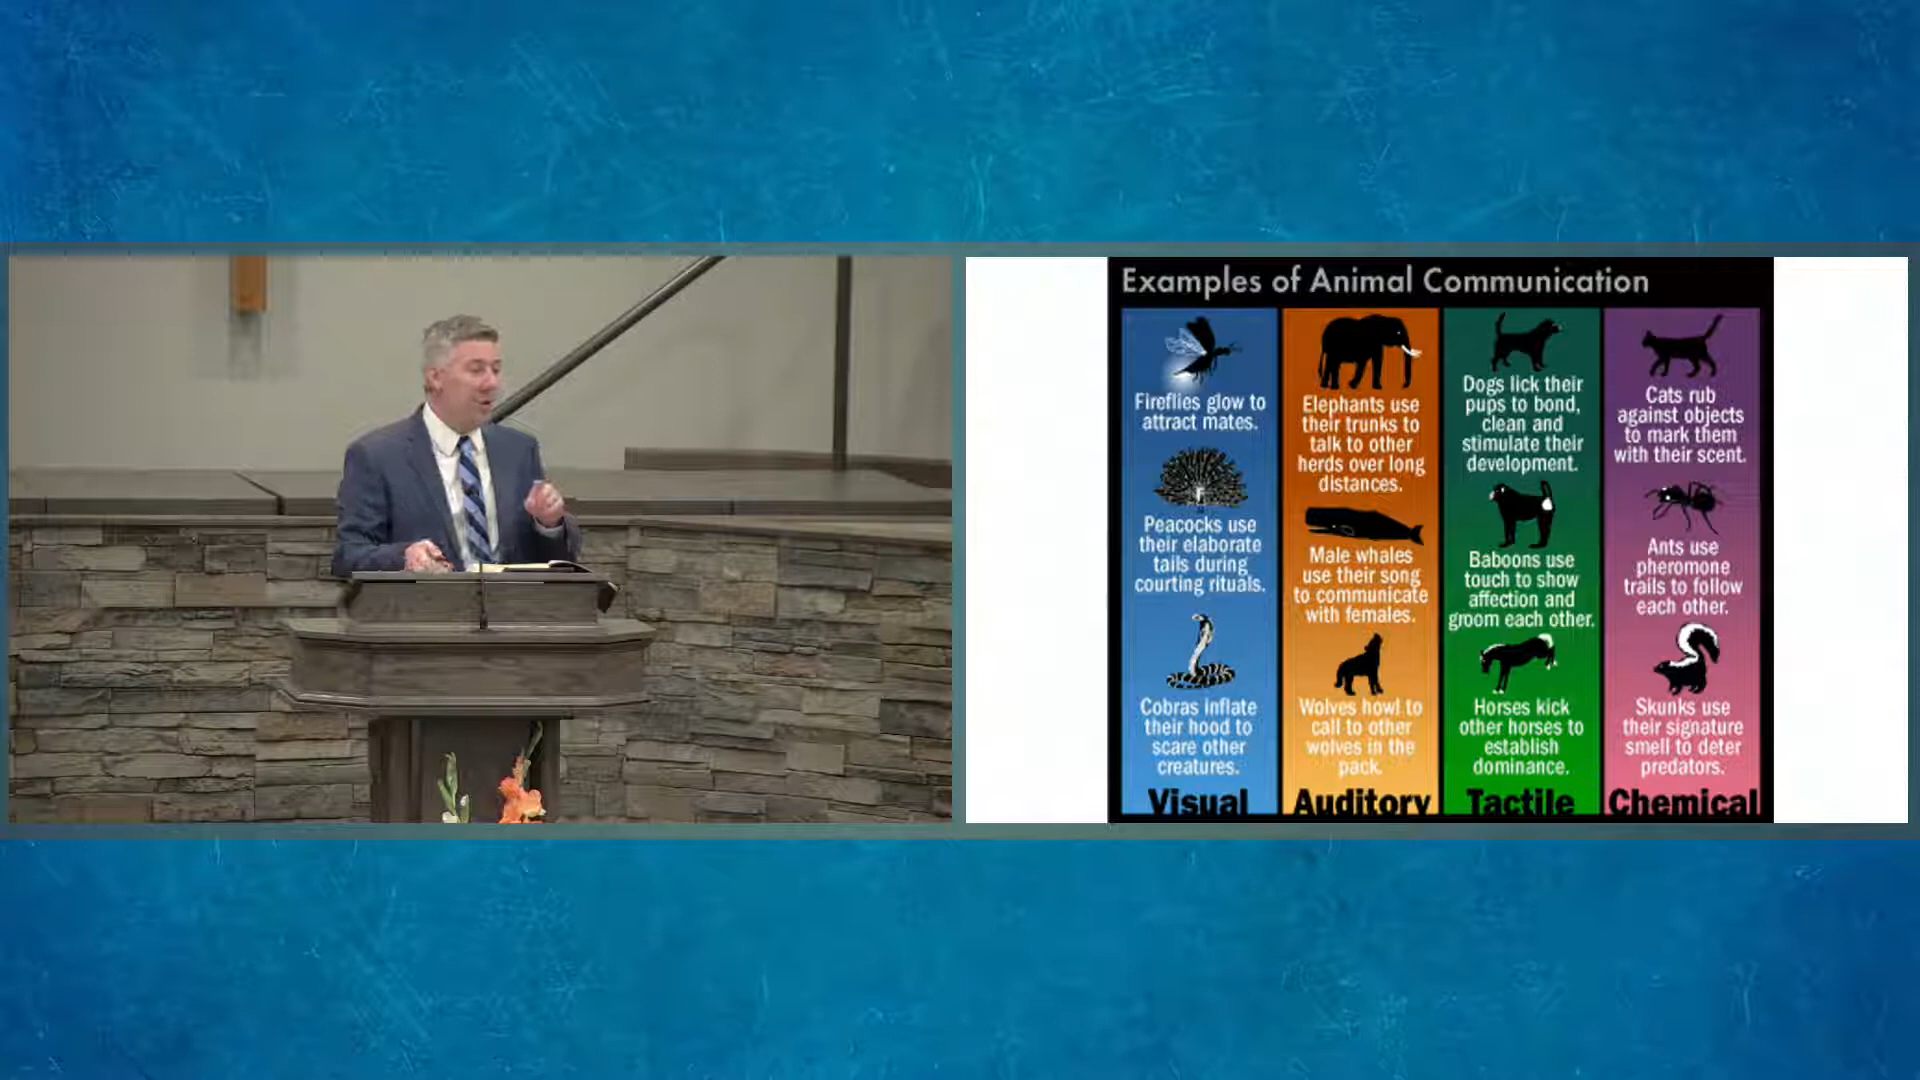 Examples of Animal Communication
Fireflies glow to
attract mates.
Peacocks use
their elaborate
tails during
courting rituals.
Cobras inflate
their hood to
scare other
creatures.
Visual
Elephants use
their trunks to
talk to other
herds over long
distances.
Male whales
use their song
to communicate
with females.
Wolves howl to
call to other
wolves in the
pack.
Auditory
Dogs lick their
pups to bond,
clean and
stimulate their
development.
Baboons use
touch to show
affection and
groom each other.
Horses kick
other horses to
establish
dominance.
Tactile
Cats rub
against objects
to mark them
with their scent.
Ants use
pheromone
trails to follow
each other.
Skunks use
their signature
smell to deter
predators.
Chemical